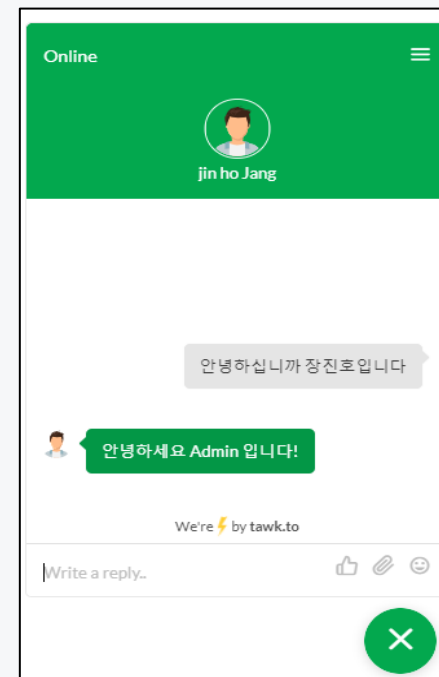 Online
jin ho Jang
안녕하십니까 장진호입니다
안녕하세요 Admin 입니다!
We're⚡by tawk.to
Write a reply..